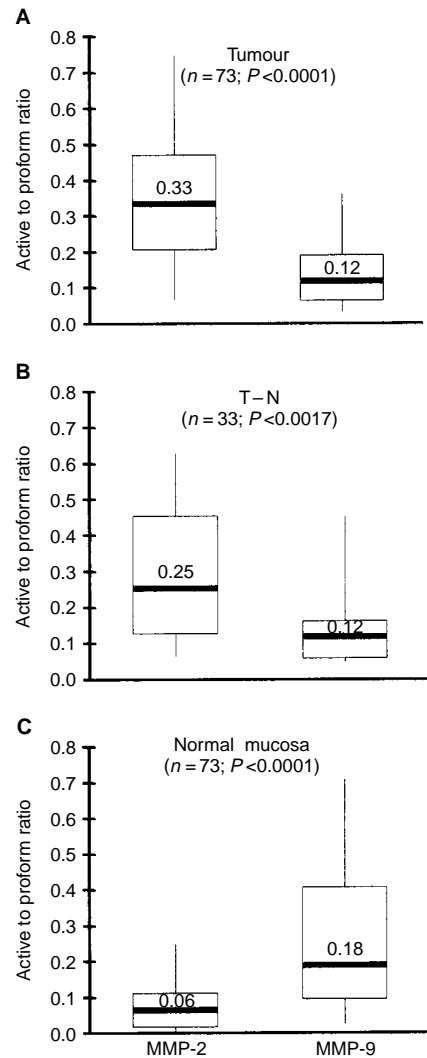 A
Tumour
(n=73; P<0.0001)
Active to proform ratio
0.8
0.7
0.6
0.5
0.4
0.3
0.2
0.1
0.0
0.33
0.12
B
T–N
(n=33; P<0.0017)
Active to proform ratio
0.8
0.7
0.6
0.5
0.4
0.3
0.2
0.1
0.0
0.25
0.12
C
Normal mucosa
(n=73; P<0.0001)
Active to proform ratio
0.8
0.7
0.6
0.5
0.4
0.3
0.2
0.1
0.0
0.06
0.18
MMP-2 MMP-9